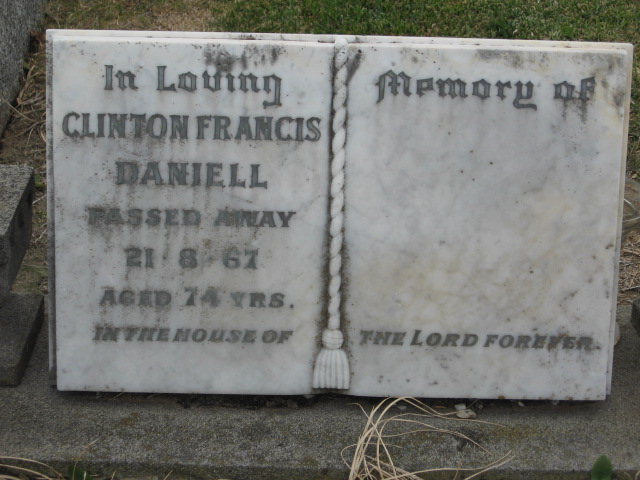 In Loving Memory of
CLINTON FRANCIS
DANIELL
PASSED AWAY
21 8 67
AGED 74 YRS.
IN THE HOUSE OF THE LORD FOREVER.